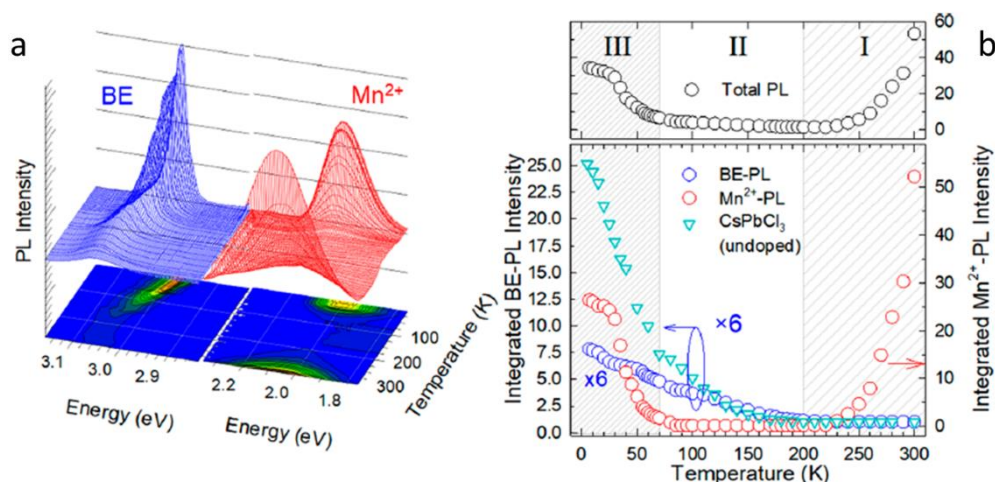 a
BE
Mn2+
PL Intensity
3.1 3.0 2.9
2.2 2.0 1.8
100
200
300
Energy (eV)
Energy (eV)
Temperature (K)
b
III II I
Total PL
60
40
20
0
25.0
22.5
20.0
17.5
15.0
12.5
10.0
7.5
5.0
2.5
0.0
BE-PL
Mn2+-PL
CsPbCl3
(undoped)
×6
x6
50
40
30
20
10
0
0 50 100 150 200 250 300
Temperature (K)
Integrated BE-PL Intensity
Integrated Mn2+-PL Intensity